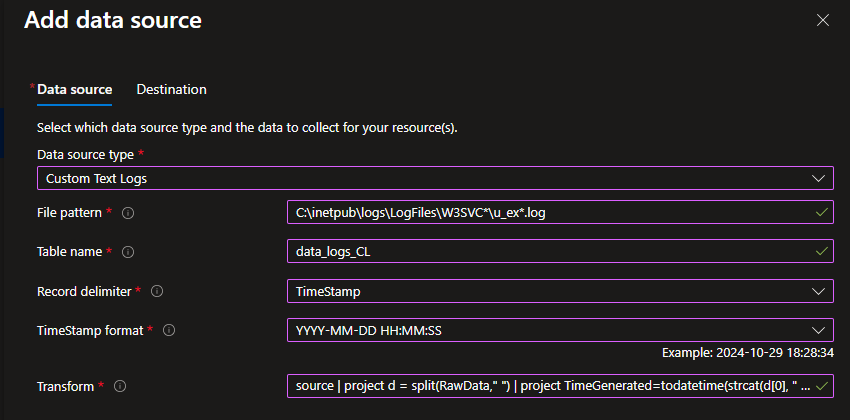 Add data source
Data source Destination
Select which data source type and the data to collect for your resource(s).
Data source type *
Custom Text Logs
File pattern * C:\inetpub\logs\LogFiles\W3SVC*\u_ex*.log
Table name * data_logs_CL
Record delimiter * TimeStamp
TimeStamp format * YYYY-MM-DD HH:MM:SS
Example: 2024-10-29 18:28:34
Transform * source | project d = split(RawData," ") | project TimeGenerated=todatetime(strcat(d[0], " ...